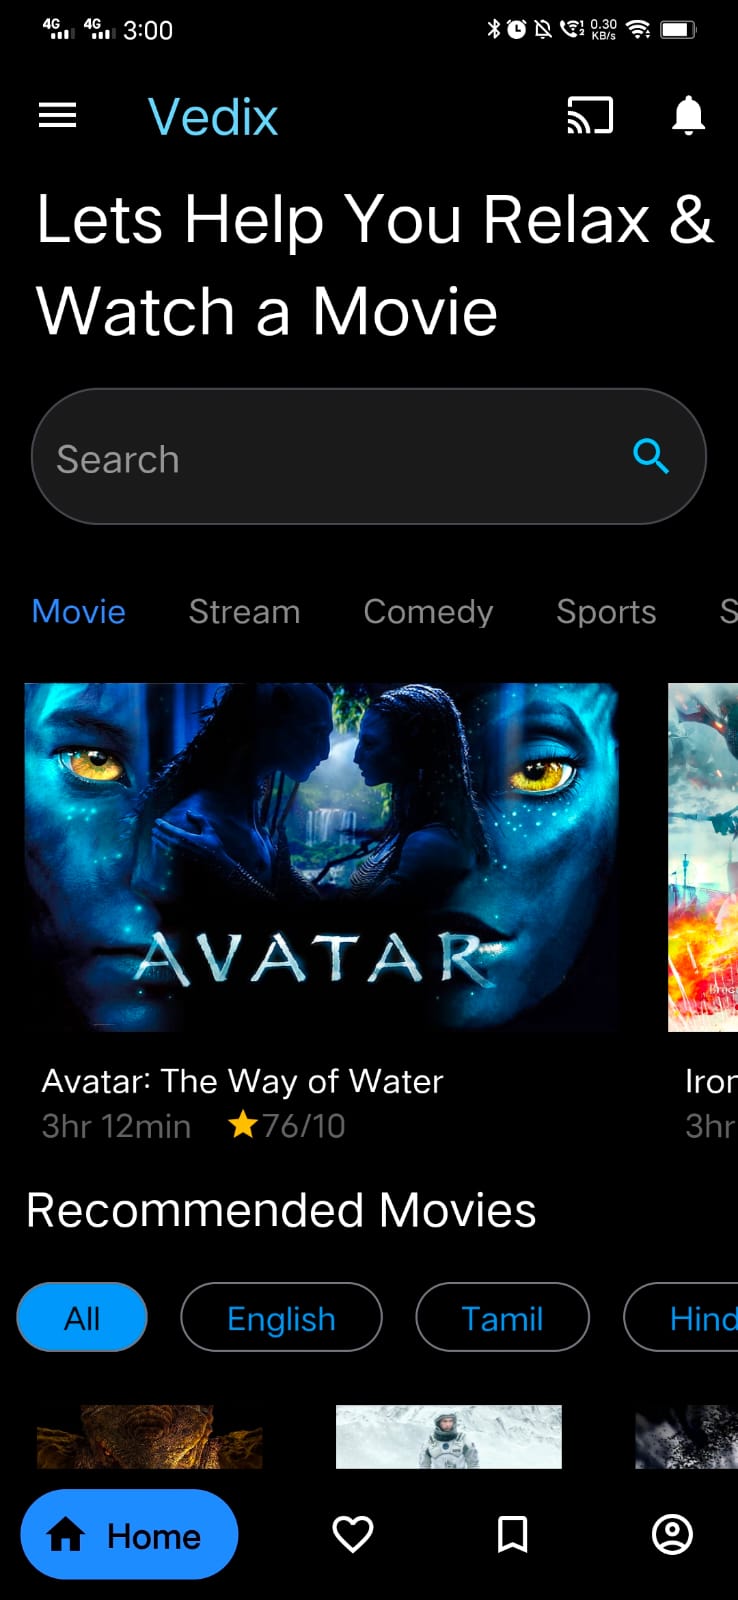 4G 4G 3:00 0.30 KB/s
Vedix
Lets Help You Relax &
Watch a Movie
Search
Movie Stream Comedy Sports S
AVATAR
Avatar: The Way of Water Iron
3hr 12min 76/10 3hr
Recommended Movies
All English Tamil Hind
Home